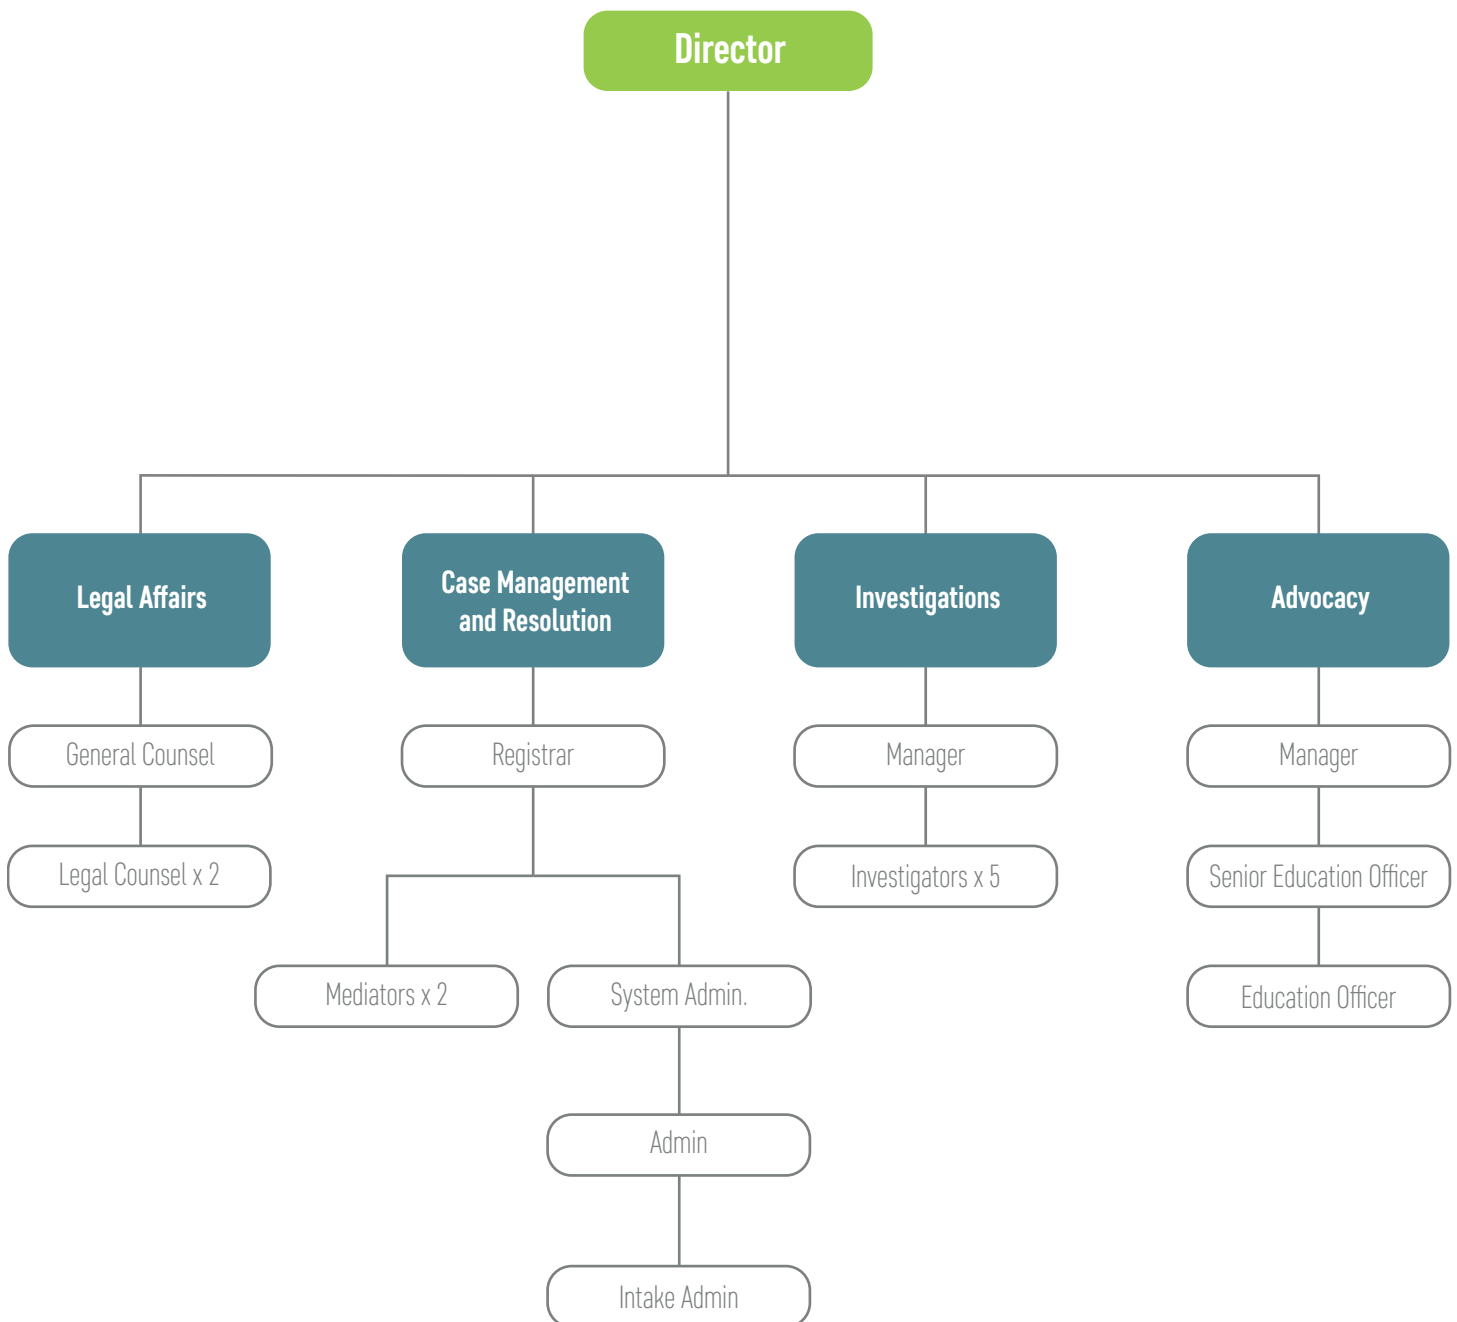 Director
Legal Affairs
Case Management
and Resolution
Investigations
Advocacy
General Counsel
Registrar
Manager
Manager
Legal Counsel x 2
Investigators x 5
Senior Education Officer
Mediators x 2
System Admin.
Education Officer
Admin
Intake Admin